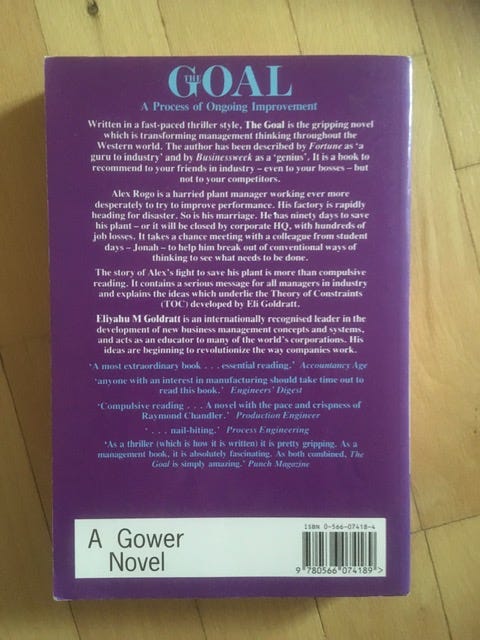 THE
GOAL
A Process of Ongoing Improvement
Written in a fast-paced thriller style, The Goal is the gripping novel
which is transforming management thinking throughout the
Western world. The author has been described by Fortune as ‘a
guru to industry’ and by Businessweek as a ‘genius’. It is a book to
recommend to your friends in industry – even to your bosses – but
not to your competitors.
Alex Rogo is a harried plant manager working ever more
desperately to try to improve performance. His factory is rapidly
heading for disaster. So is his marriage. He has ninety days to save
his plant – or it will be closed by corporate HQ, with hundreds of
job losses. It takes a chance meeting with a colleague from student
days – Jonah – to help him break out of conventional ways of
thinking to see what needs to be done.
The story of Alex’s fight to save his plant is more than compulsive
reading. It contains a serious message for all managers in industry
and explains the ideas which underlie the Theory of Constraints
(TOC) developed by Eli Goldratt.
Eliyahu M Goldratt is an internationally recognised leader in the
development of new business management concepts and systems,
and acts as an educator to many of the world’s corporations. His
ideas are beginning to revolutionize the way companies work.
‘A most extraordinary book . . . essential reading.’ Accountancy Age
‘anyone with an interest in manufacturing should take time out to
read this book.’ Engineers’ Digest
‘Compulsive reading . . . A novel with the pace and crispness of
Raymond Chandler.’ Production Engineer
‘. . . nail-biting.’ Process Engineering
‘As a thriller (which is how it is written) it is pretty gripping. As a
management book, it is absolutely fascinating. As both combined, The
Goal is simply amazing.’ Punch Magazine
A Gower
Novel
ISBN 0-566-07418-4
9 780566 074189 >